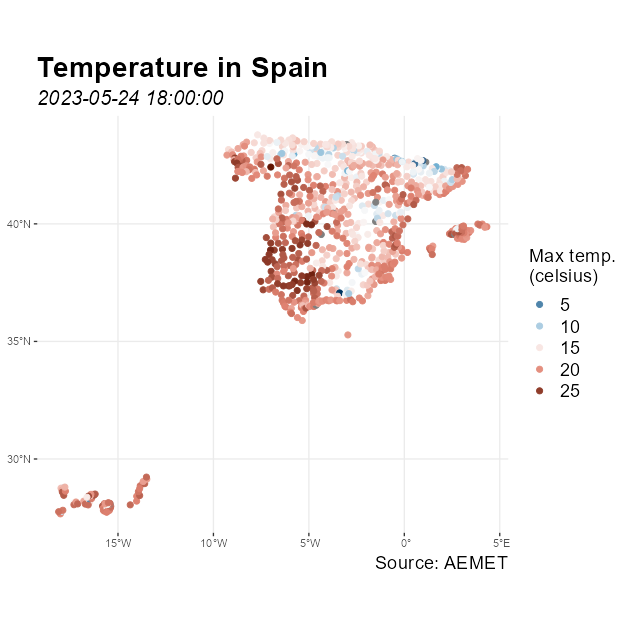 Temperature in Spain
2023-05-24 18:00:00
40°N
35°N
30°N
15°W
10°W
5°W
0°
5°E
Max temp.
(celsius)
5
10
15
20
25
Source: AEMET